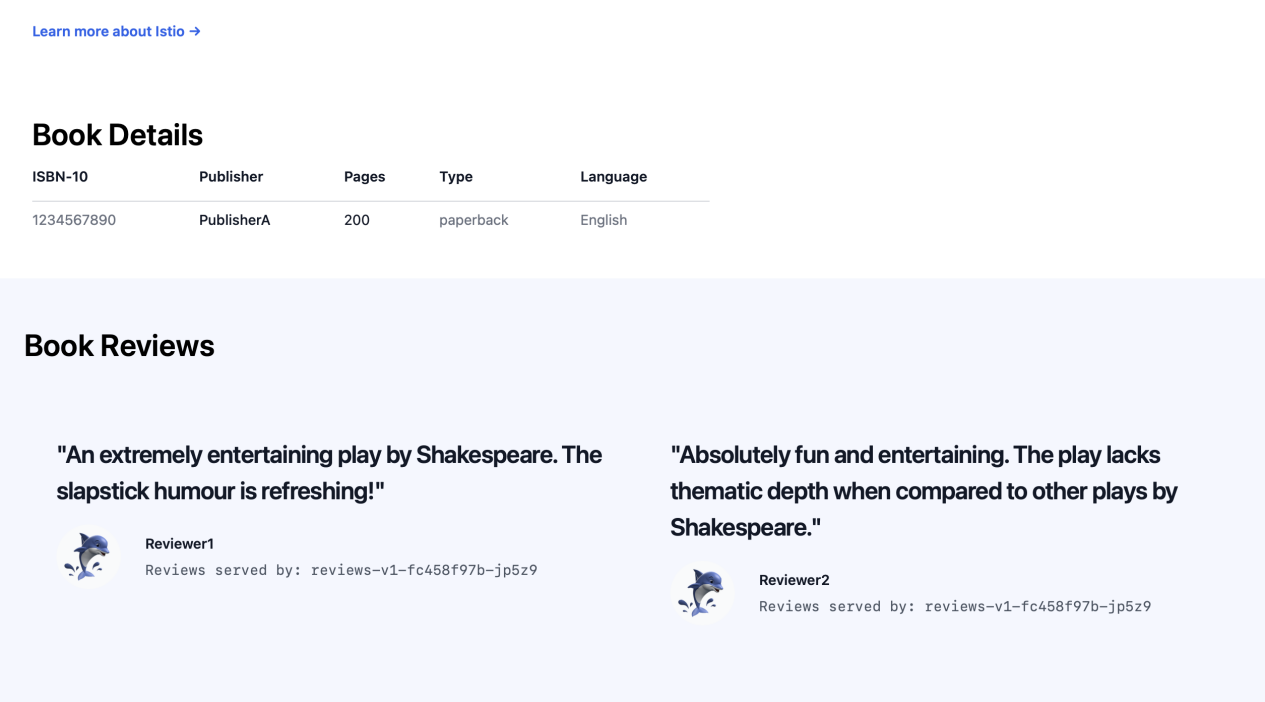 Learn more about Istio →
Book Details
ISBN-10 Publisher Pages Type Language
1234567890 PublisherA 200 paperback English
Book Reviews
"An extremely entertaining play by Shakespeare. The
slapstick humour is refreshing!"
Reviewer1
Reviews served by: reviews-v1-fc458f97b-jp5z9
"Absolutely fun and entertaining. The play lacks
thematic depth when compared to other plays by
Shakespeare."
Reviewer2
Reviews served by: reviews-v1-fc458f97b-jp5z9